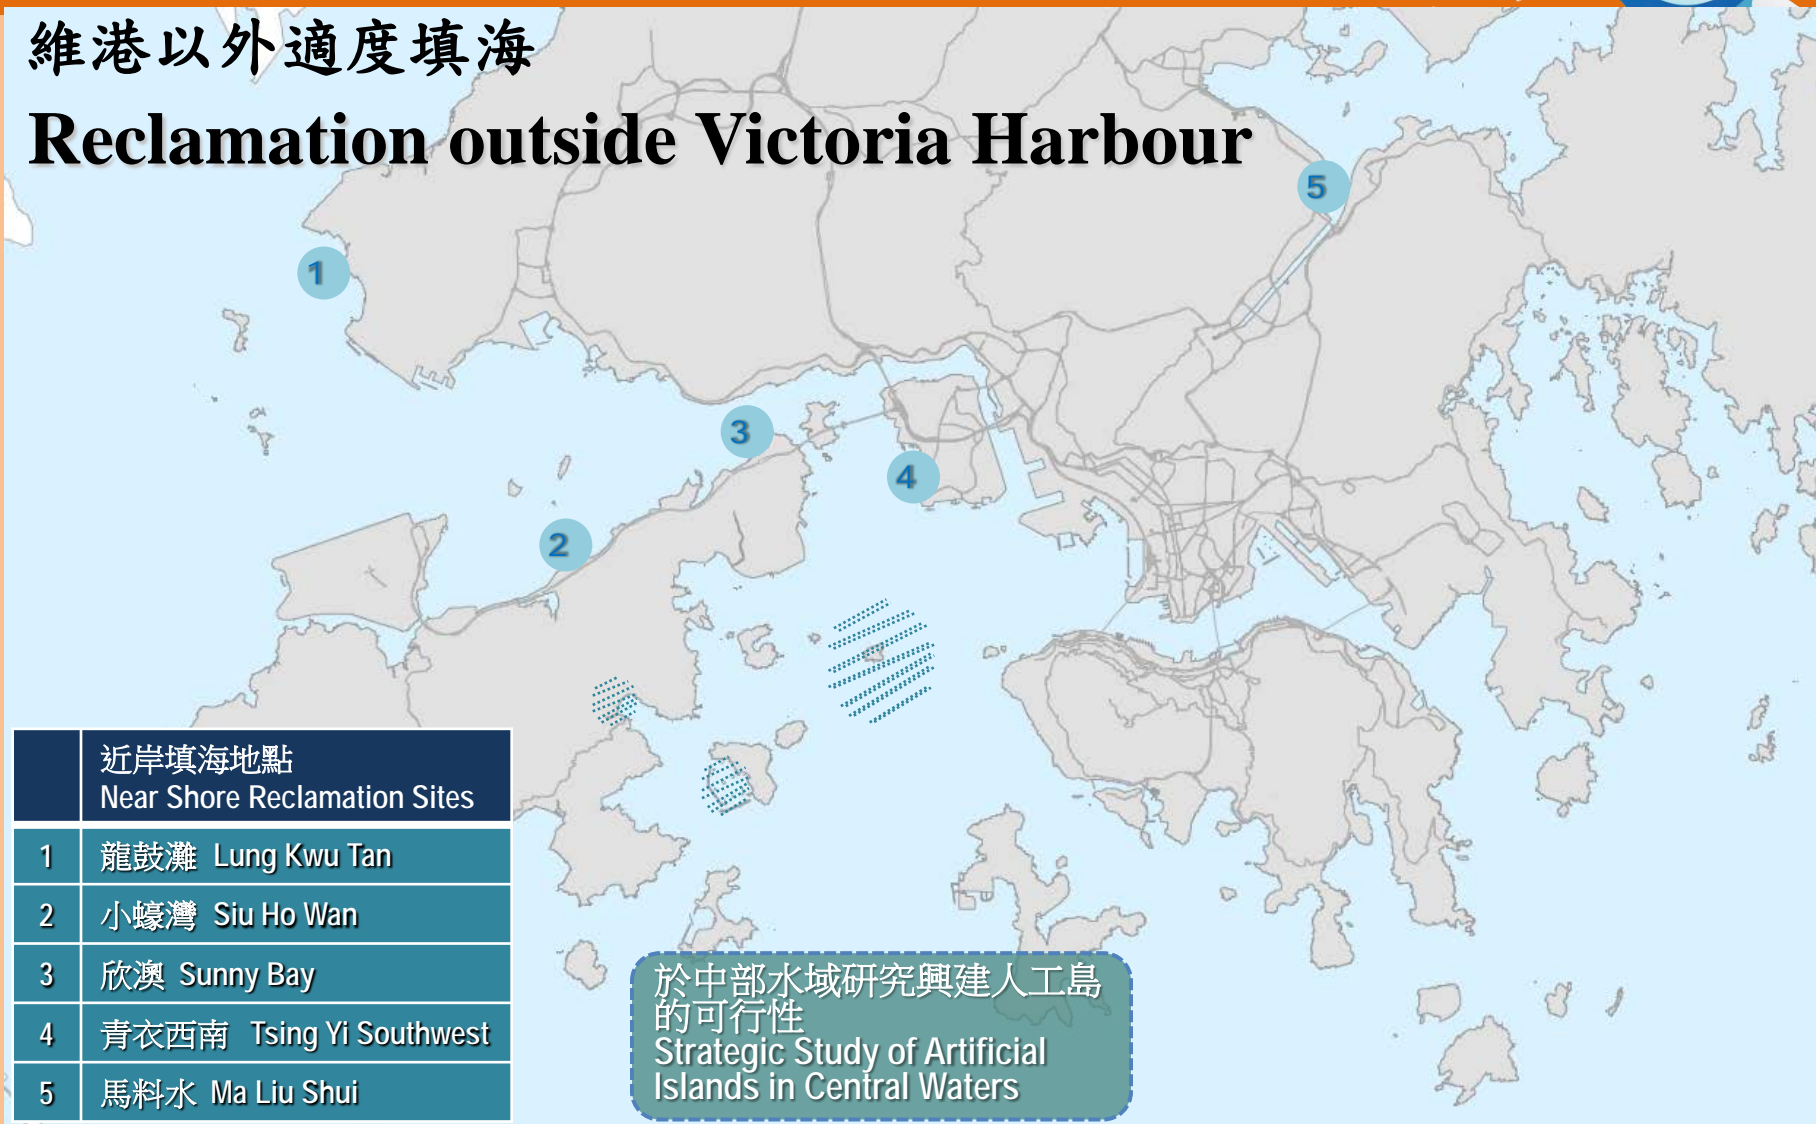 維港以外適度填海
Reclamation outside Victoria Harbour
5
1
3
4
2
近岸填海地點
Near Shore Reclamation Sites
1 龍鼓灘 Lung Kwu Tan
2 小蠔灣 Siu Ho Wan
3 欣澳 Sunny Bay
4 青衣西南 Tsing Yi Southwest
5 馬料水 Ma Liu Shui
於中部水域研究興建人工島
的可行性
Strategic Study of Artificial
Islands in Central Waters